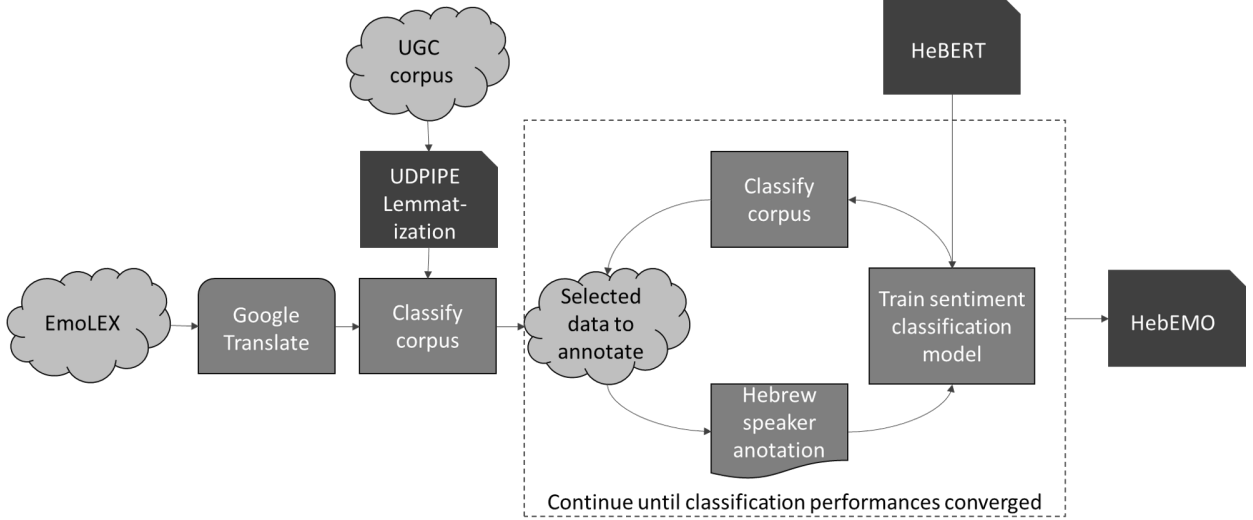 UGC
corpus
HeBERT
UDPIPE
Lemmat-
ization
Classify
corpus
EmoLEX
Google
Translate
Classify
corpus
Selected
data to
annotate
Train sentiment
classification
model
HebEMO
Hebrew
speaker
anotation
Continue until classification performances converged